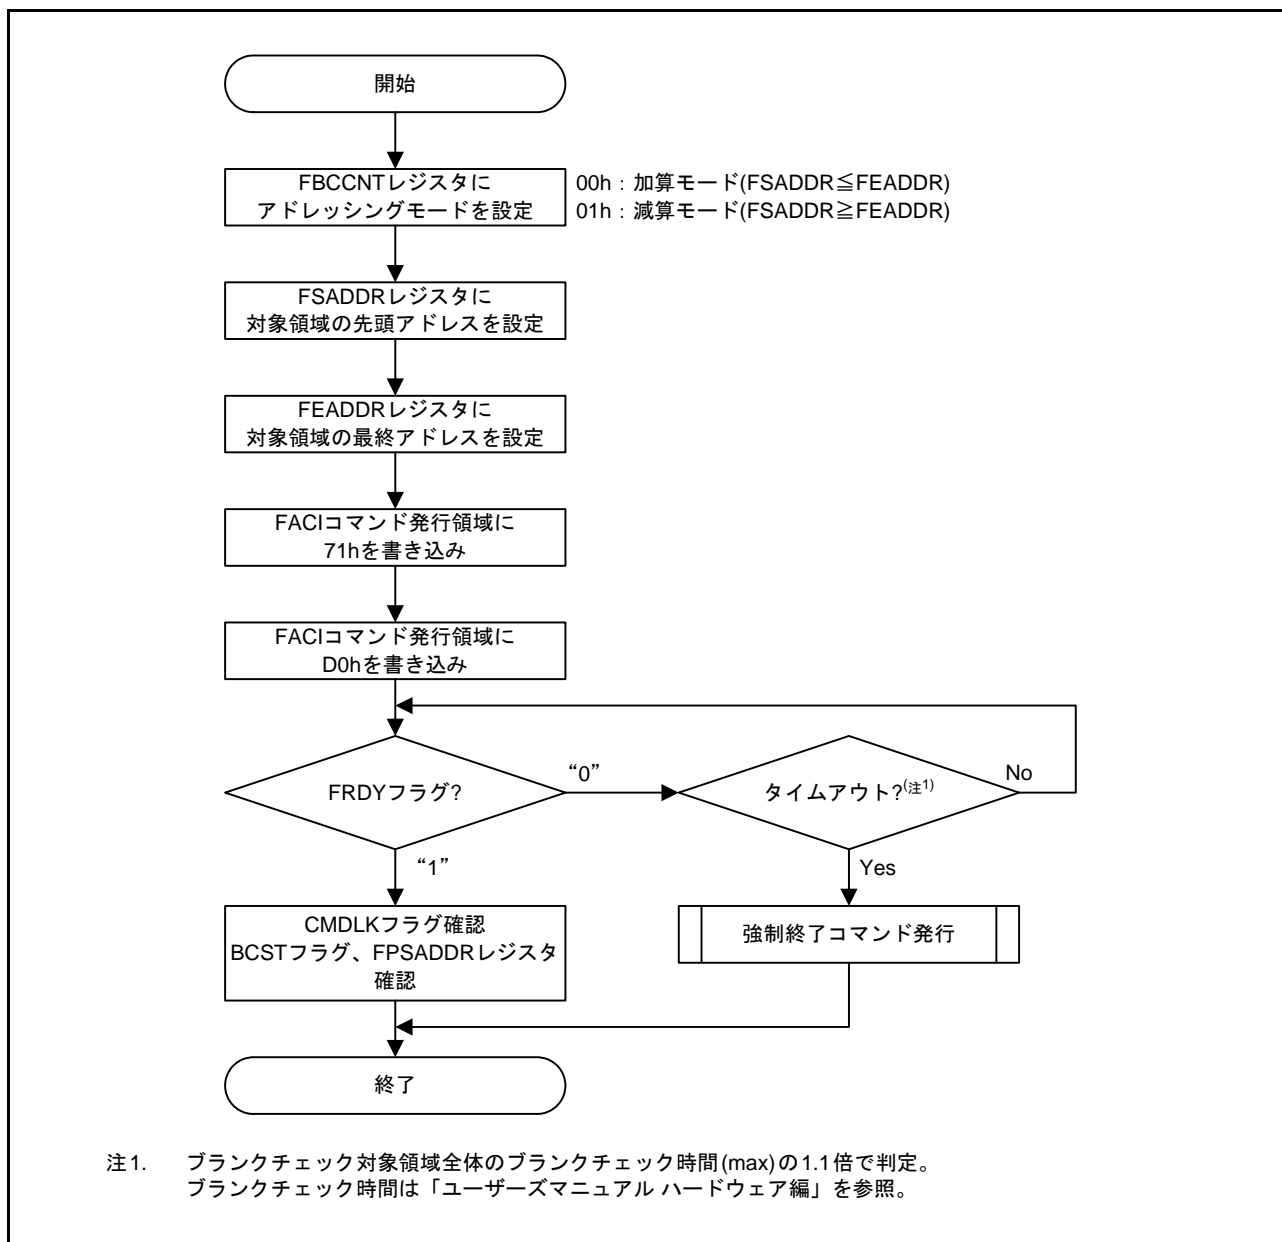 開始
FBCCNTレジスタに
アドレッシングモードを設定
00h：加算モード(FSADDR≦FEADDR)
01h：減算モード(FSADDR≧FEADDR)
FSADDRレジスタに
対象領域の先頭アドレスを設定
FEADDRレジスタに
対象領域の最終アドレスを設定
FACIコマンド発行領域に
71hを書き込み
FACIコマンド発行領域に
D0hを書き込み
FRDYフラグ?
“0”
タイムアウト?(注1)
No
“1”
Yes
CMDLKフラグ確認
BCSTフラグ、FPSADDRレジスタ
確認
強制終了コマンド発行
終了
注1. ブランクチェック対象領域全体のブランクチェック時間(max)の1.1倍で判定。
ブランクチェック時間は「ユーザーズマニュアル ハードウェア編」を参照。